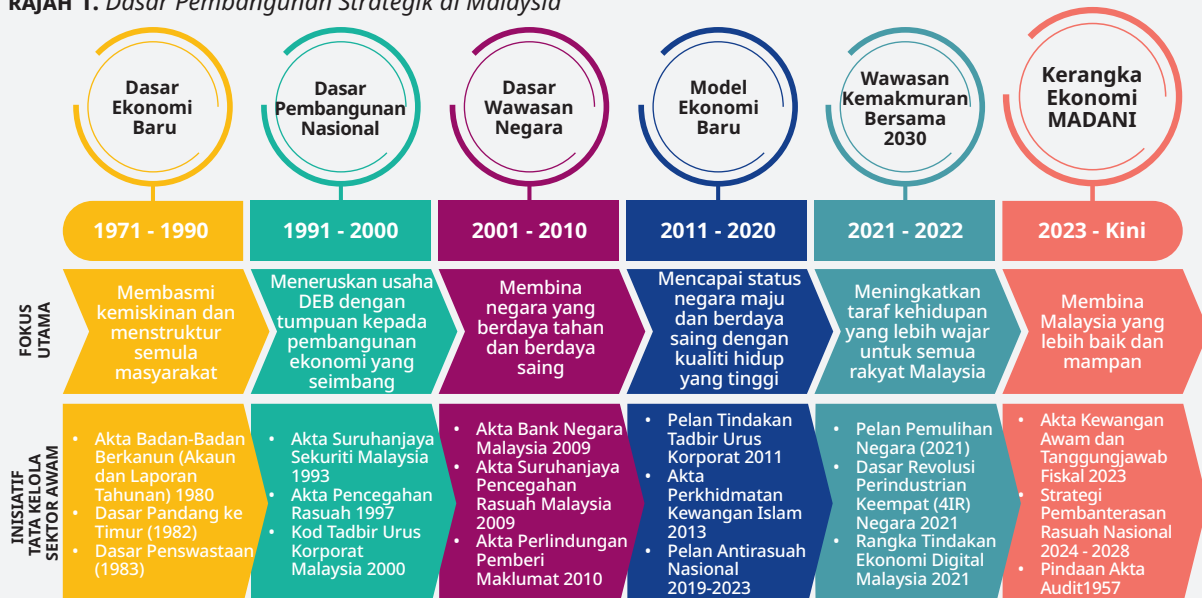 RAJAH 1. Dasar Pembangunan Strategik di Malaysia
Dasar
Ekonomi
Baru
Dasar
Pembangunan
Nasional
Dasar
Wawasan
Negara
Model
Ekonomi
Baru
Wawasan
Kemakmuran
Bersama
2030
Kerangka
Ekonomi
MADANI
1971 - 1990
1991 - 2000
2001 - 2010
2011 - 2020
2021 - 2022
2023 - Kini
FOKUS
UTAMA
Membasmi
kemiskinan dan
menstruktur
semula
masyarakat
Meneruskan usaha
DEB dengan
tumpuan kepada
pembangunan
ekonomi yang
seimbang
Membina
negara yang
berdaya tahan
dan berdaya
saing
Mencapai status
negara maju
dan berdaya
saing dengan
kualiti hidup
yang tinggi
Meningkatkan
taraf kehidupan
yang lebih wajar
untuk semua
rakyat Malaysia
Membina
Malaysia yang
lebih baik dan
mampan
INISIATIF
TATA KELOLA
SEKTOR AWAM
• Akta Badan-Badan
Berkanun (Akaun
dan Laporan
Tahunan) 1980
• Dasar Pandang ke
Timur (1982)
• Dasar Penswastaan
(1983)
• Akta Suruhanjaya
Sekuriti Malaysia
1993
• Akta Pencegahan
Rasuah 1997
• Kod Tadbir Urus
Korporat
Malaysia 2000
• Akta Bank Negara
Malaysia 2009
• Akta Suruhanjaya
Pencegahan
Rasuah Malaysia
2009
• Akta Perlindungan
Pemberi
Maklumat 2010
• Pelan Tindakan
Tadbir Urus
Korporat 2011
• Akta
Perkhidmatan
Kewangan Islam
2013
• Pelan Antirasuah
Nasional
2019-2023
• Pelan Pemulihan
Negara (2021)
• Dasar Revolusi
Perindustrian
Keempat (4IR)
Negara 2021
• Rangka Tindakan
Ekonomi Digital
Malaysia 2021
• Akta Kewangan
Awam dan
Tanggungjawab
Fiskal 2023
• Strategi
Pembanterasan
Rasuah Nasional
2024 - 2028
• Pindaan Akta
Audit1957